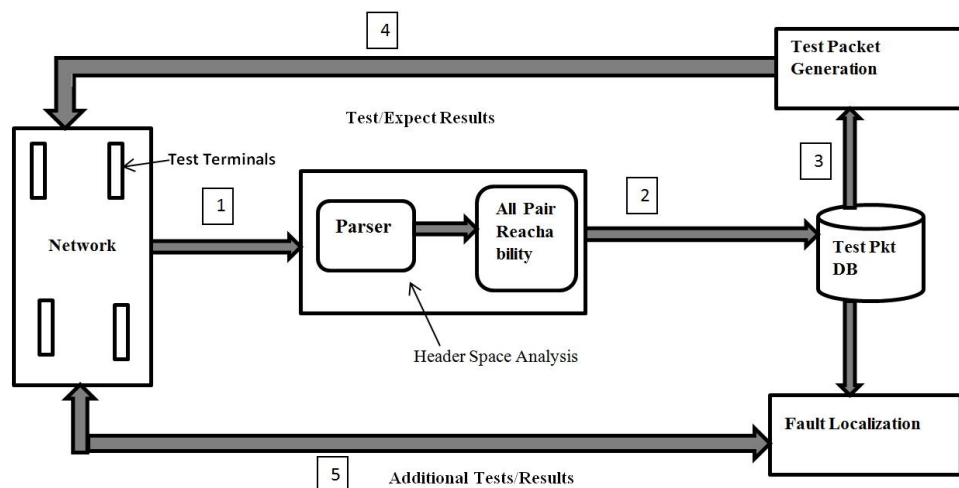 4
Test Packet
Generation
Test/Expect Results
Test Terminals
3
1
2
Parser
All Pair
Reacha
bility
Network
Test Pkt
DB
Header Space Analysis
Fault Localization
5
Additional Tests/Results